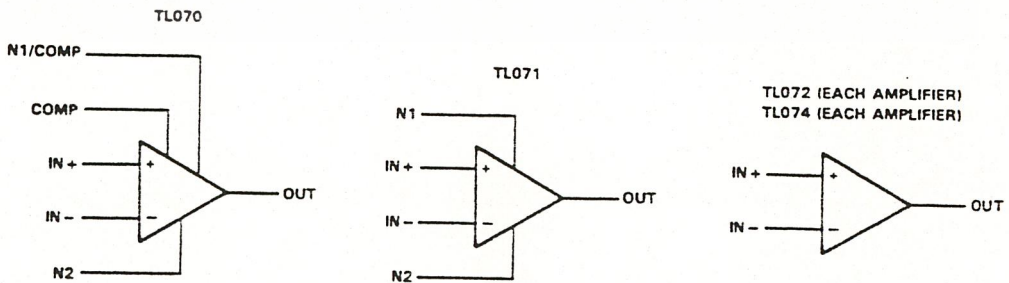 TL070
N1/COMP
COMP
IN+
+
OUT
IN−
−
N2
TL071
N1
IN+
+
OUT
IN−
−
N2
TL072 (EACH AMPLIFIER)
TL074 (EACH AMPLIFIER)
IN+
+
OUT
IN−
−